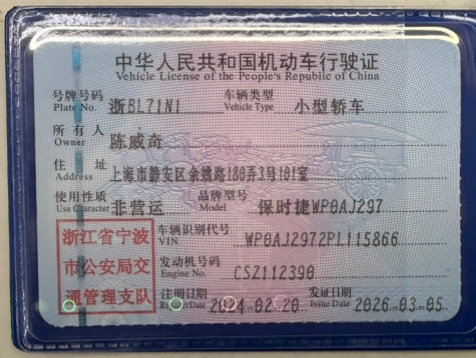 中华人民共和国机动车行驶证
Vehicle License of the People's Republic of China
号牌号码 浙BL71N1 车辆类型 小型轿车
Plate No. Vehicle Type
所有人 陈威奇
Owner
住址 上海市静安区余姚路180弄3号101室
Address
使用性质 非营运 品牌型号 保时捷WP0AJ297
Use Character Model
浙江省宁波 车辆识别代号 WP0AJ2972PL115866
VIN
市公安局交 发动机号码 CSZ112390
Engine No.
通管理支队 注册日期 2024.02.20 发证日期 2026.03.05
Register Date Issue Date